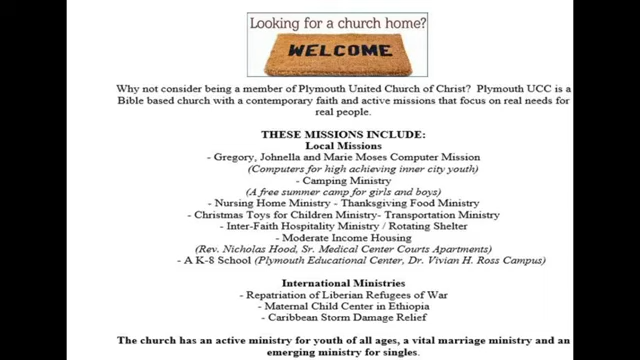 Looking for a church home?
WELCOME
Why not consider being a member of Plymouth United Church of Christ? Plymouth UCC is a
Bible based church with a contemporary faith and active missions that focus on real needs for
real people.
THESE MISSIONS INCLUDE:
Local Missions
- Gregory, Johnella and Marie Moses Computer Mission
(Computers for high achieving inner city youth)
- Camping Ministry
(A free summer camp for girls and boys)
- Nursing Home Ministry - Thanksgiving Food Ministry
- Christmas Toys for Children Ministry- Transportation Ministry
- Inter-Faith Hospitality Ministry / Rotating Shelter
- Moderate Income Housing
(Rev. Nicholas Hood, Sr. Medical Center Courts Apartments)
- A K-8 School (Plymouth Educational Center, Dr. Vivian H. Ross Campus)
International Ministries
- Repatriation of Liberian Refugees of War
- Maternal Child Center in Ethiopia
- Caribbean Storm Damage Relief
The church has an active ministry for youth of all ages, a vital marriage ministry and an
emerging ministry for singles.